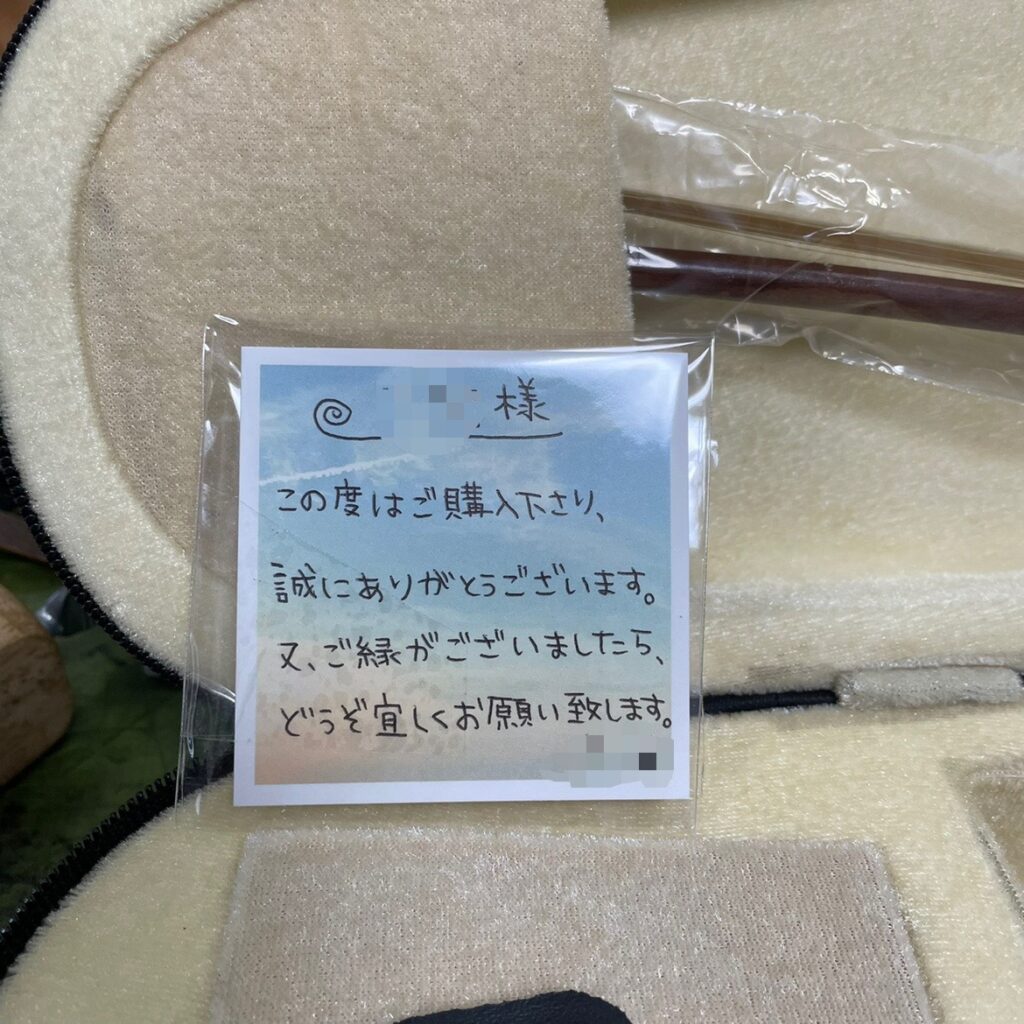 様
この度はご購入下さり、
誠にありがとうございます。
又、ご縁がございましたら、
どうぞ宜しくお願い致します。